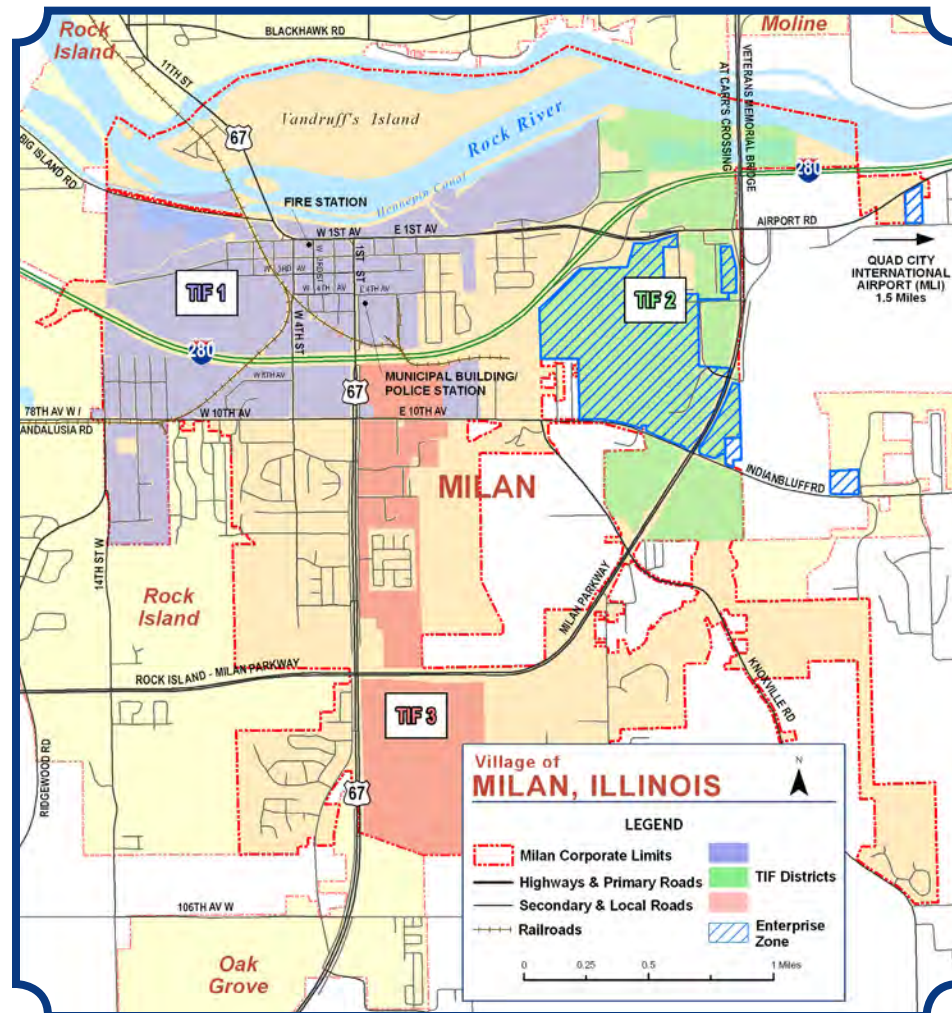 Rock
Island
BLACKHAWK RD
Moline
11TH ST
67
Vandruff's Island
Rock River
Hennepin Canal
VETERANS MEMORIAL BRIDGE
AT CARR'S CROSSING
280
BIG ISLAND RD
FIRE STATION
W 1ST AV
E 1ST AV
AIRPORT RD
QUAD CITY
INTERNATIONAL
AIRPORT (MLI)
1.5 Miles
W 3RD AV
W 3RD ST
1ST ST
W 4TH AV
E 4TH AV
TIF 1
TIF 2
W 4TH ST
280
MUNICIPAL BUILDING/
POLICE STATION
67
78TH AV W /
ANDALUSIA RD
W 10TH AV
E 10TH AV
MILAN
INDIAN BLUFF RD
14TH ST W
Rock
Island
MILAN PARKWAY
ROCK ISLAND - MILAN PARKWAY
KNOXVILLE RD
RIDGEWOOD RD
TIF 3
67
106TH AV W
Oak
Grove
Village of
MILAN, ILLINOIS
N
LEGEND
Milan Corporate Limits
Highways & Primary Roads
Secondary & Local Roads
Railroads
TIF Districts
Enterprise
Zone
0 0.25 0.5 1 Miles